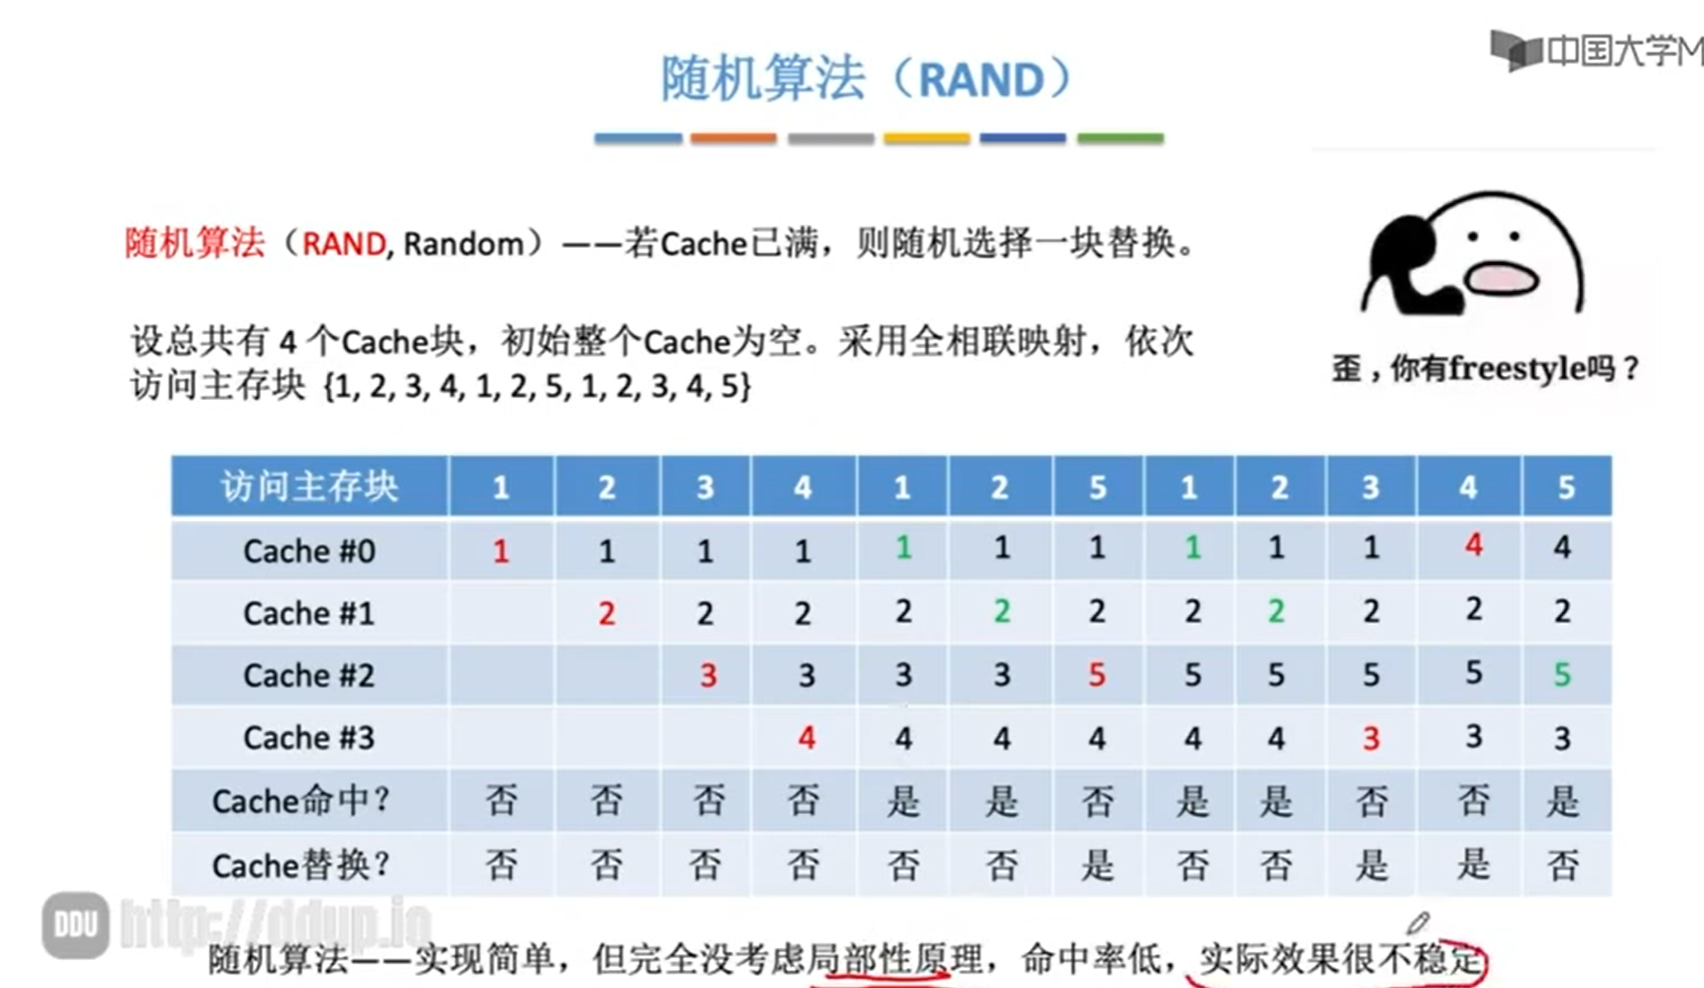 中国大学M
随机算法（RAND）
随机算法（RAND, Random）——若Cache已满，则随机选择一块替换。
设总共有 4 个Cache块，初始整个Cache为空。采用全相联映射，依次
访问主存块 {1, 2, 3, 4, 1, 2, 5, 1, 2, 3, 4, 5}
歪，你有freestyle吗？
访问主存块 1 2 3 4 1 2 5 1 2 3 4 5
Cache #0 1 1 1 1 1 1 1 1 1 1 4 4
Cache #1 2 2 2 2 2 2 2 2 2 2 2
Cache #2 3 3 3 3 5 5 5 5 5 5
Cache #3 4 4 4 4 4 4 3 3 3
Cache命中？ 否 否 否 否 是 是 否 是 是 否 否 是
Cache替换？ 否 否 否 否 否 否 是 否 否 是 是 否
DDU http://ddup.io
随机算法——实现简单，但完全没考虑局部性原理，命中率低，实际效果很不稳定